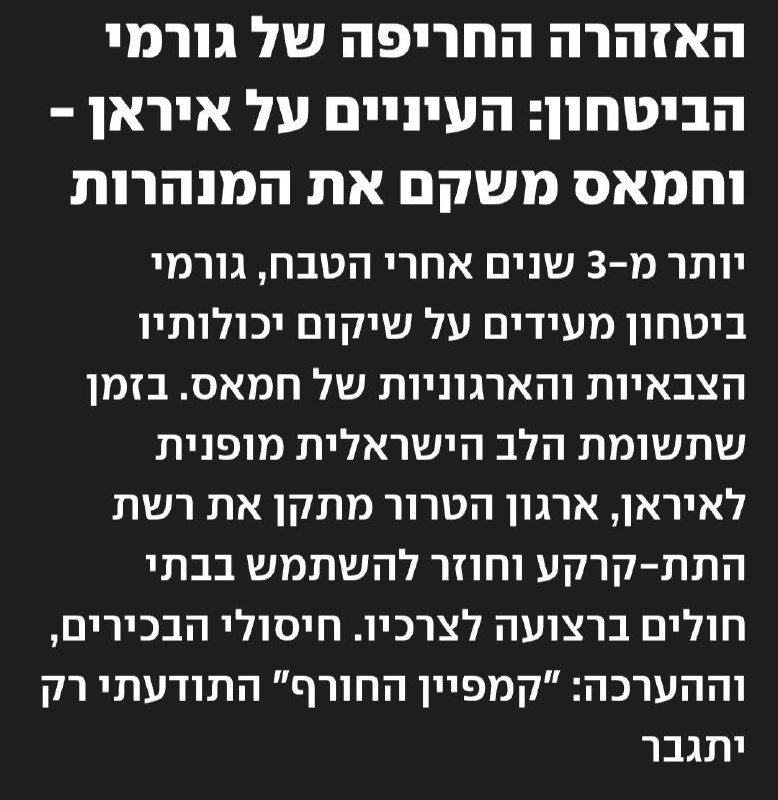 האזהרה החריפה של גורמי
הביטחון: העיניים על איראן -
וחמאס משקם את המנהרות
יותר מ-3 שנים אחרי הטבח, גורמי
ביטחון מעידים על שיקום יכולותיו
הצבאיות והארגוניות של חמאס. בזמן
שתשומת הלב הישראלית מופנית
לאיראן, ארגון הטרור מתקן את רשת
התת-קרקע וחוזר להשתמש בבתי
חולים ברצועה לצרכיו. חיסולי הבכירים,
וההערכה: "קמפיין החורף" התודעתי רק
יתגבר